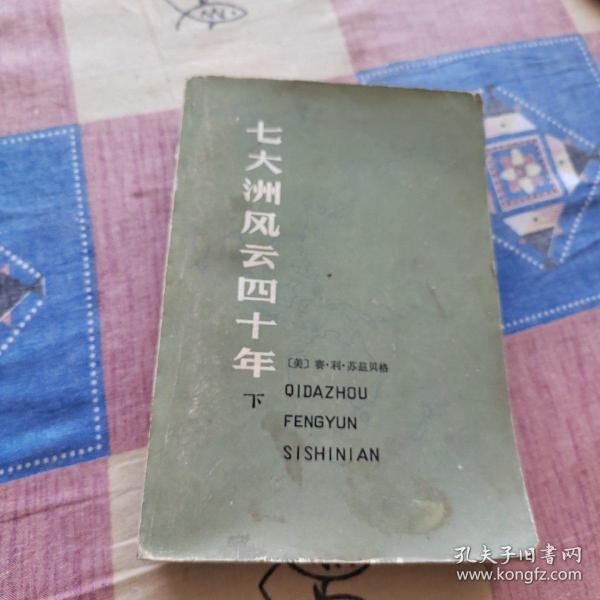 七大洲风云四十年
下
〔美〕赛·利·苏兹贝格
QIDAZHOU
FENGYUN
SISHINIAN
孔夫子旧书网
www.kongfz.com